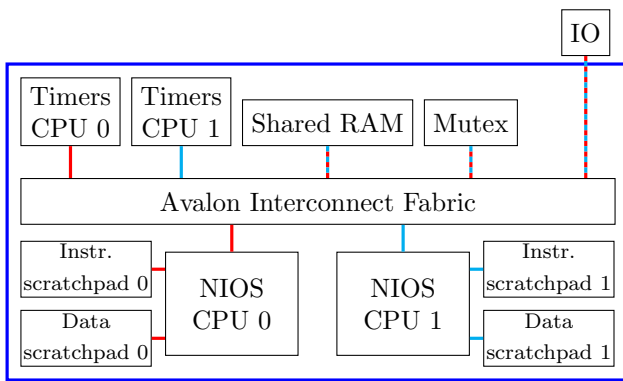 IO
Timers
CPU 0
Timers
CPU 1
Shared RAM
Mutex
Avalon Interconnect Fabric
Instr.
scratchpad 0
NIOS
CPU 0
NIOS
CPU 1
Instr.
scratchpad 1
Data
scratchpad 0
Data
scratchpad 1